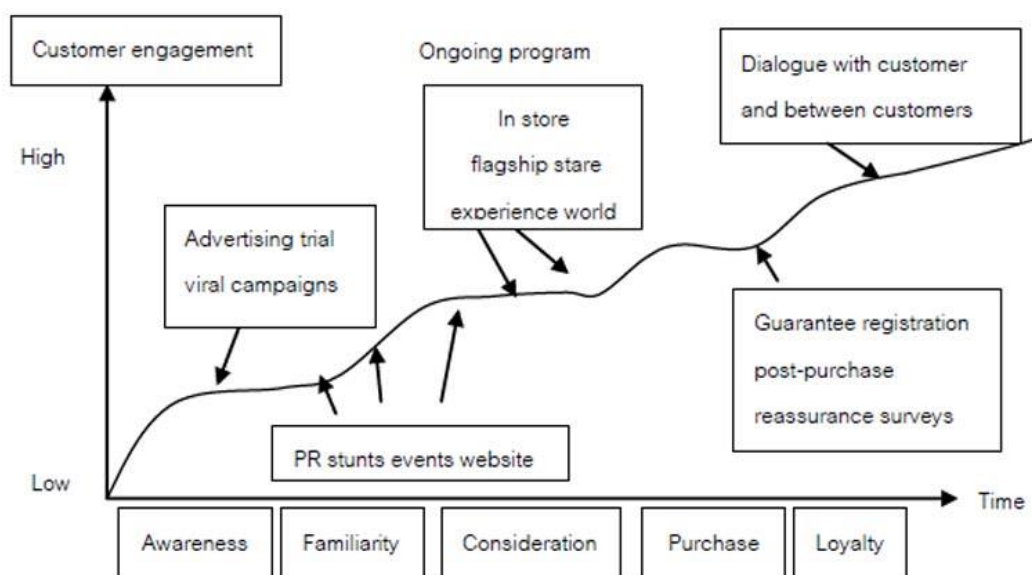 Customer engagement
Ongoing program
Dialogue with customer
and between customers
In store
flagship stare
experience world
High
Advertising trial
viral campaigns
Guarantee registration
post-purchase
reassurance surveys
PR stunts events website
Low
Time
Awareness
Familiarity
Consideration
Purchase
Loyalty